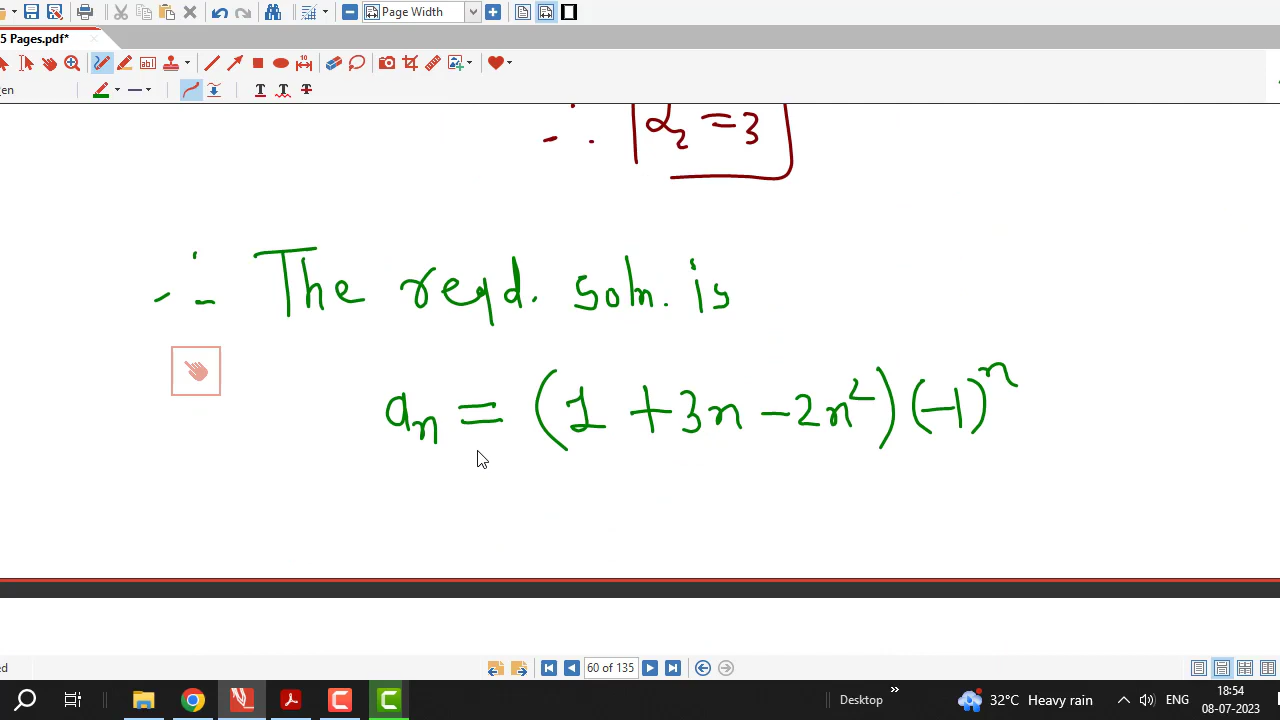 Page Width
5 Pages.pdf*
∴ α₂ = 3
∴ The reqd. soln. is
aₙ = (1 + 3n − 2n²)(−1)ⁿ
60 of 135
Desktop
»
32°C Heavy rain
ENG
18:54
08-07-2023